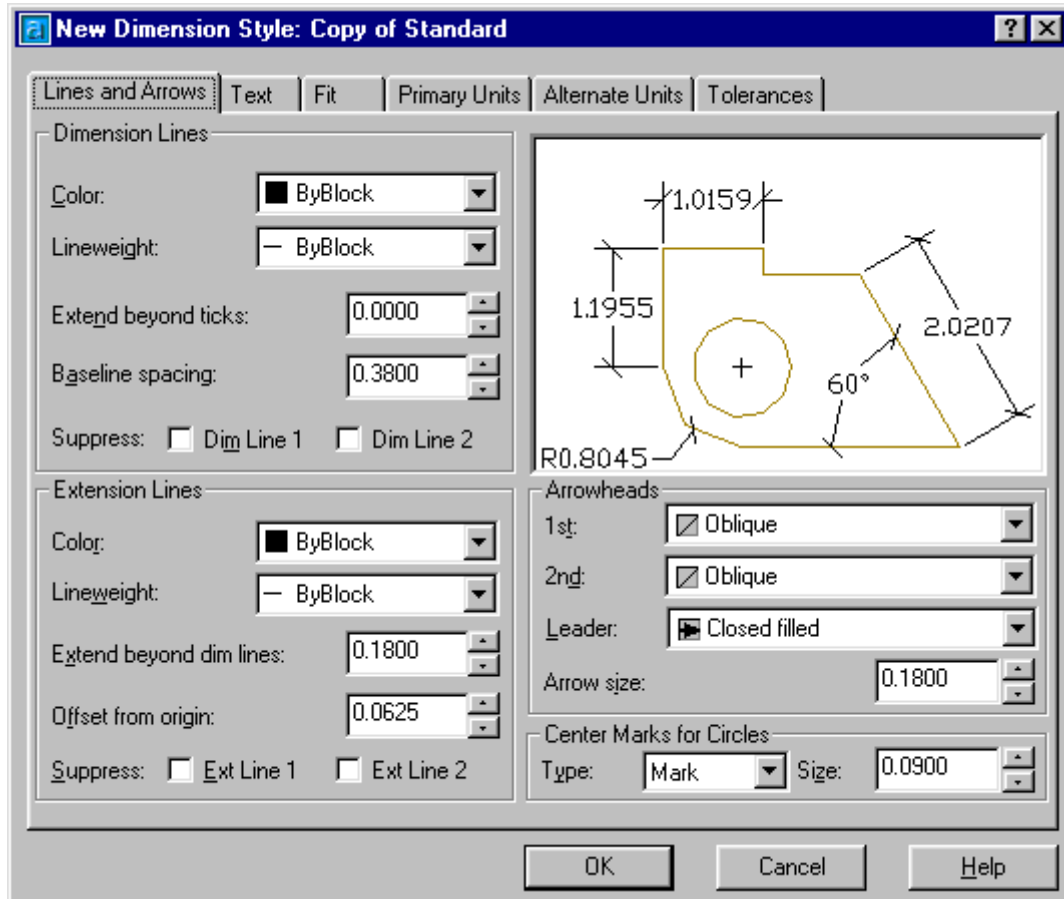 New Dimension Style: Copy of Standard
Lines and Arrows
Text
Fit
Primary Units
Alternate Units
Tolerances
Dimension Lines
Color:
ByBlock
Lineweight:
ByBlock
Extend beyond ticks:
0.0000
Baseline spacing:
0.3800
Suppress:
Dim Line 1
Dim Line 2
1.0159
1.1955
2.0207
60°
R0.8045
Extension Lines
Color:
ByBlock
Lineweight:
ByBlock
Extend beyond dim lines:
0.1800
Offset from origin:
0.0625
Suppress:
Ext Line 1
Ext Line 2
Arrowheads
1st:
Oblique
2nd:
Oblique
Leader:
Closed filled
Arrow size:
0.1800
Center Marks for Circles
Type:
Mark
Size:
0.0900
OK
Cancel
Help